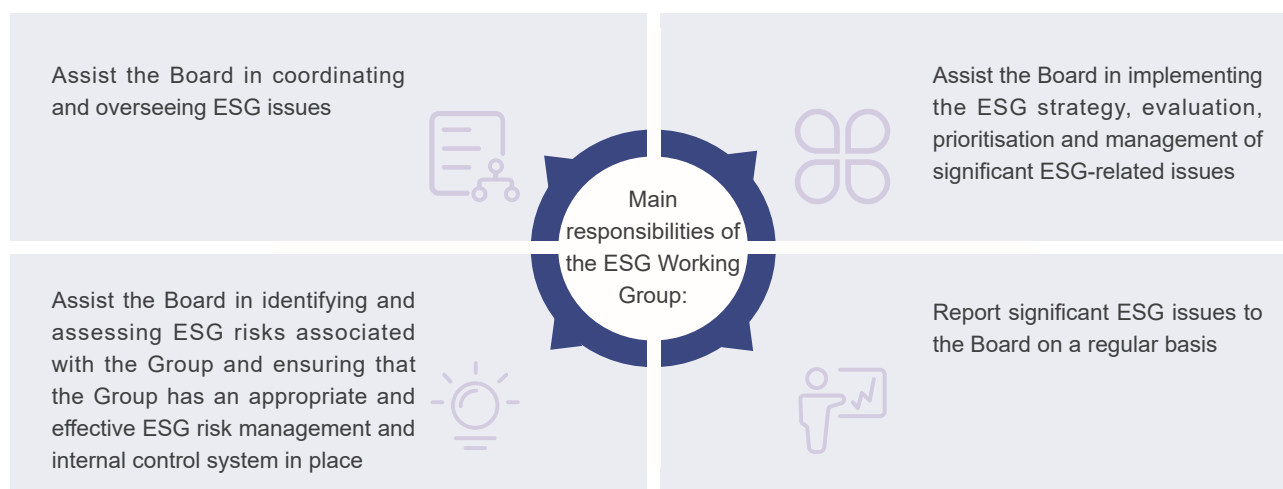 Assist the Board in coordinating
and overseeing ESG issues
Assist the Board in implementing
the ESG strategy, evaluation,
prioritisation and management of
significant ESG-related issues
Main
responsibilities of
the ESG Working
Group:
Assist the Board in identifying and
assessing ESG risks associated
with the Group and ensuring that
the Group has an appropriate and
effective ESG risk management and
internal control system in place
Report significant ESG issues to
the Board on a regular basis